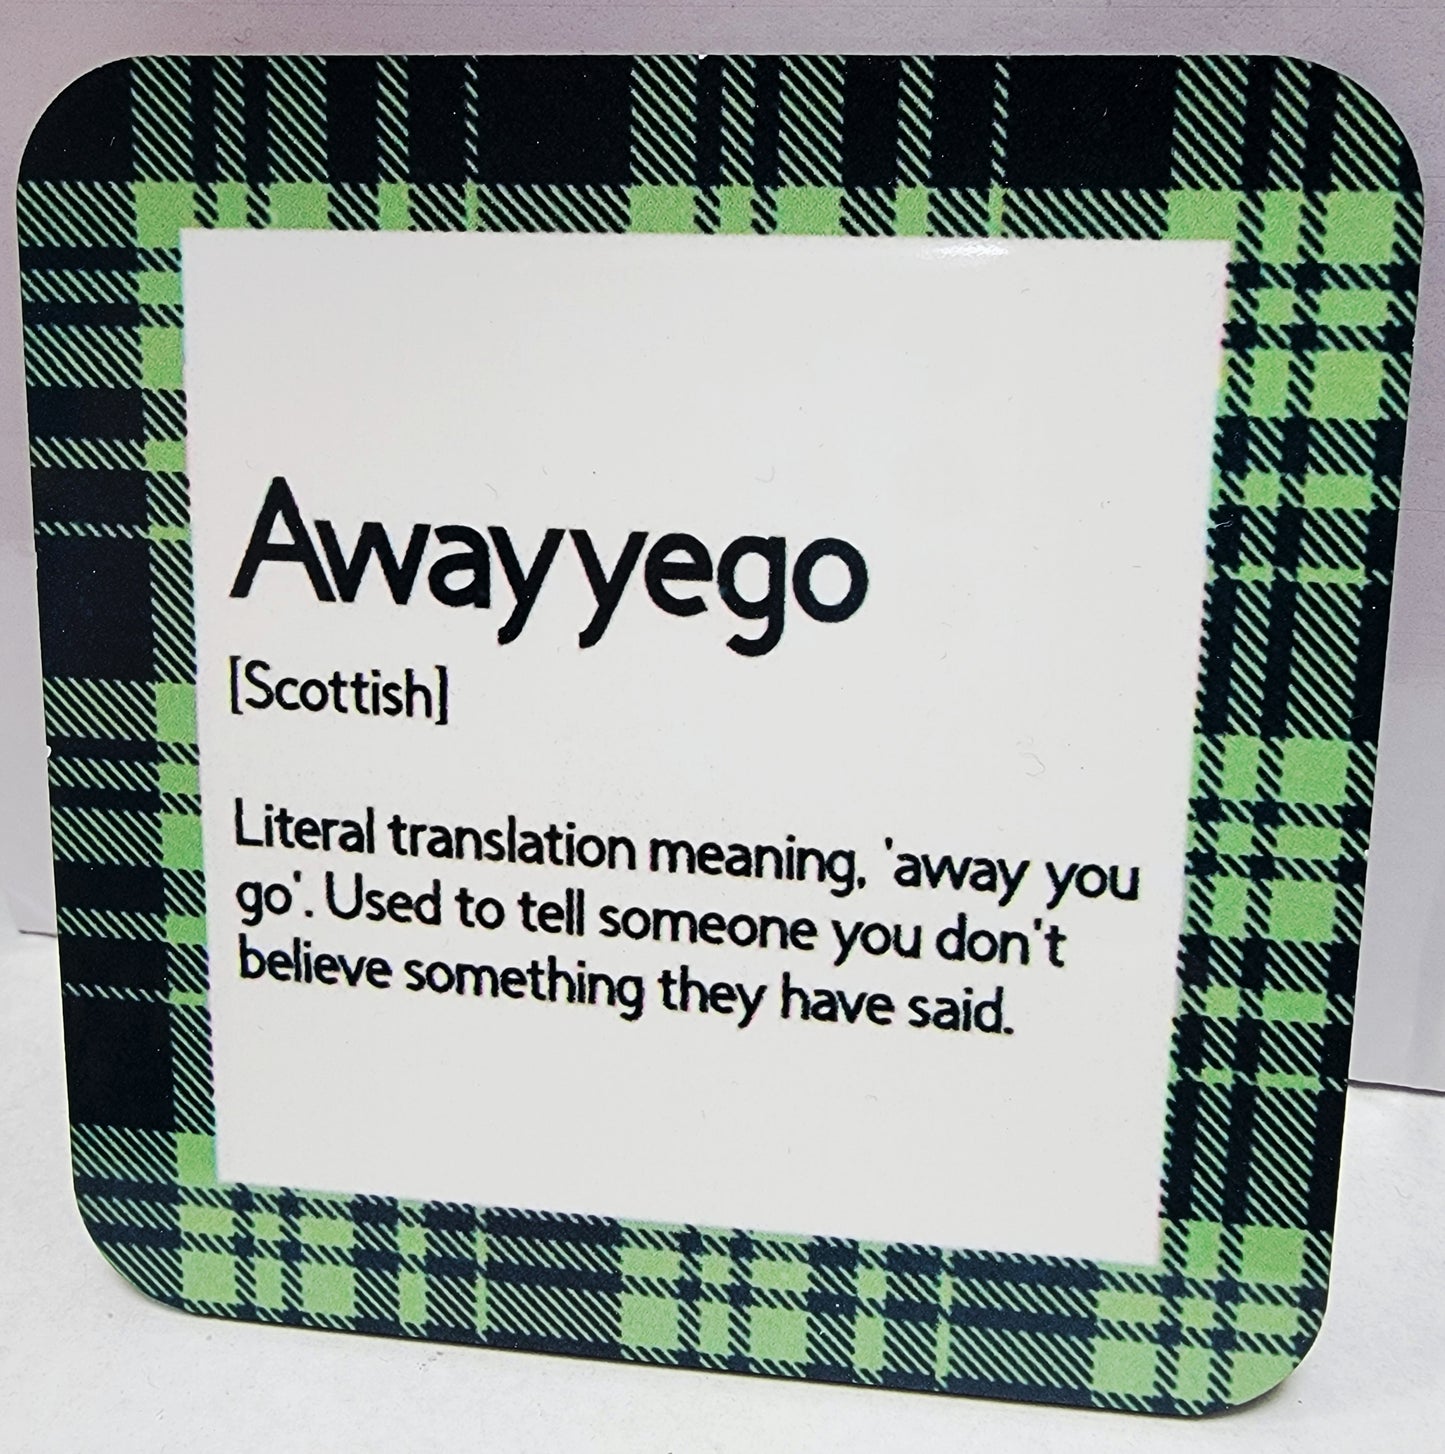 Awayyego
[Scottish]
Literal translation meaning, 'away you
go'. Used to tell someone you don't
believe something they have said.